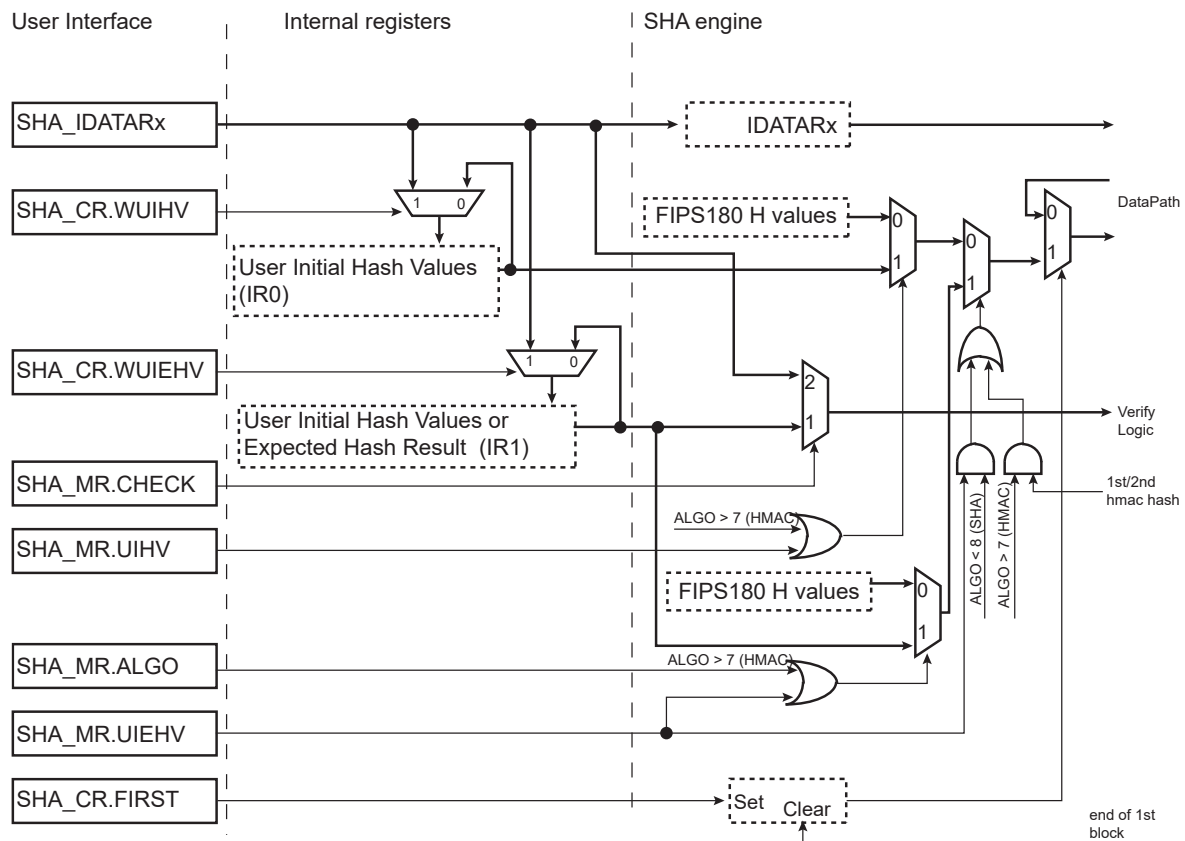 User Interface
Internal registers
SHA engine
SHA_IDATARx
IDATARx
SHA_CR.WUIHV
1 0
FIPS180 H values
0
1
0
1
0
1
DataPath
User Initial Hash Values
(IR0)
SHA_CR.WUIEHV
1 0
2
1
User Initial Hash Values or
Expected Hash Result (IR1)
Verify
Logic
SHA_MR.CHECK
1st/2nd
hmac hash
ALGO > 7 (HMAC)
SHA_MR.UIHV
ALGO < 8 (SHA)
ALGO > 7 (HMAC)
FIPS180 H values
0
1
SHA_MR.ALGO
ALGO > 7 (HMAC)
SHA_MR.UIEHV
SHA_CR.FIRST
Set
Clear
end of 1st
block